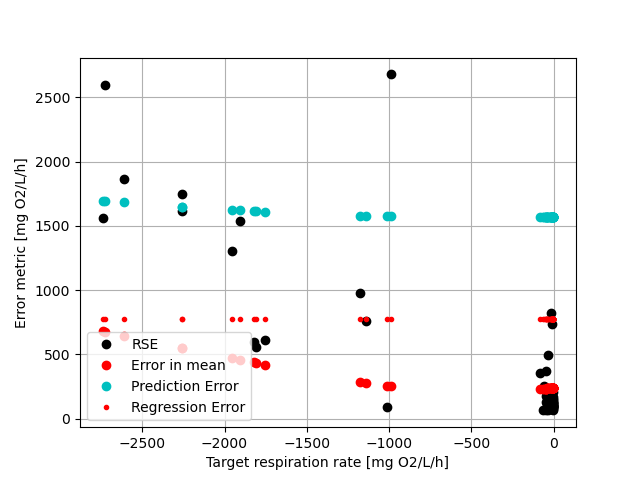 Error metric [mg O2/L/h]
2500
2000
1500
1000
500
0
RSE
Error in mean
Prediction Error
Regression Error
−2500
−2000
−1500
−1000
−500
0
Target respiration rate [mg O2/L/h]